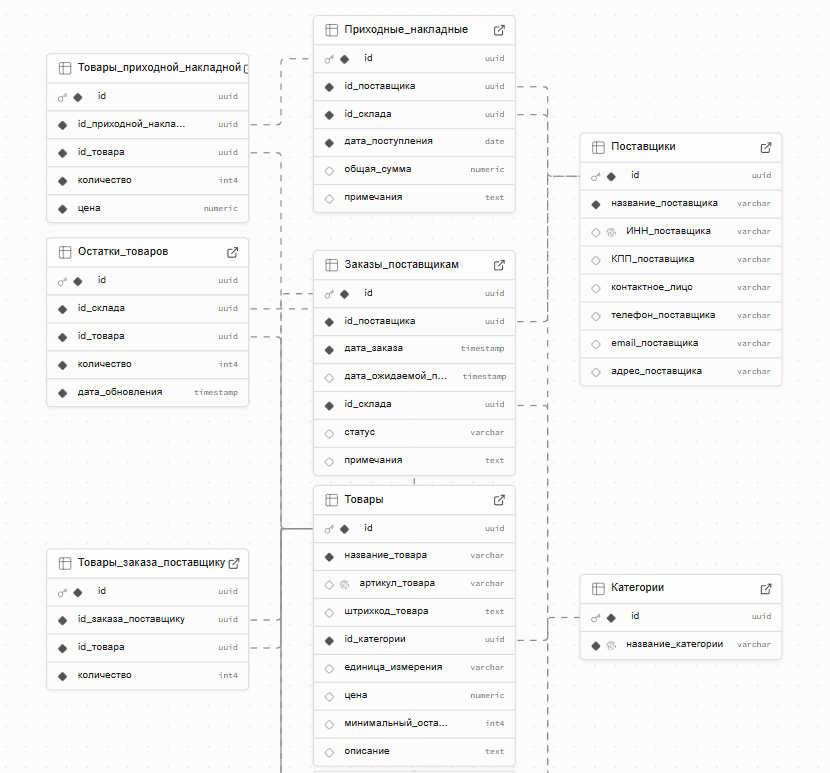 Товары_приходной_накладной
id uuid
id_приходной_накла... uuid
id_товара uuid
количество int4
цена numeric
Остатки_товаров
id uuid
id_склада uuid
id_товара uuid
количество int4
дата_обновления timestamp
Товары_заказа_поставщику
id uuid
id_заказа_поставщику uuid
id_товара uuid
количество int4
Приходные_накладные
id uuid
id_поставщика uuid
id_склада uuid
дата_поступления date
общая_сумма numeric
примечания text
Заказы_поставщикам
id uuid
id_поставщика uuid
дата_заказа timestamp
дата_ожидаемой_п... timestamp
id_склада uuid
статус varchar
примечания text
Товары
id uuid
название_товара varchar
артикул_товара varchar
штрихкод_товара text
id_категории uuid
единица_измерения varchar
цена numeric
минимальный_оста... int4
описание text
Поставщики
id uuid
название_поставщика varchar
ИНН_поставщика varchar
КПП_поставщика varchar
контактное_лицо varchar
телефон_поставщика varchar
email_поставщика varchar
адрес_поставщика varchar
Категории
id uuid
название_категории varchar